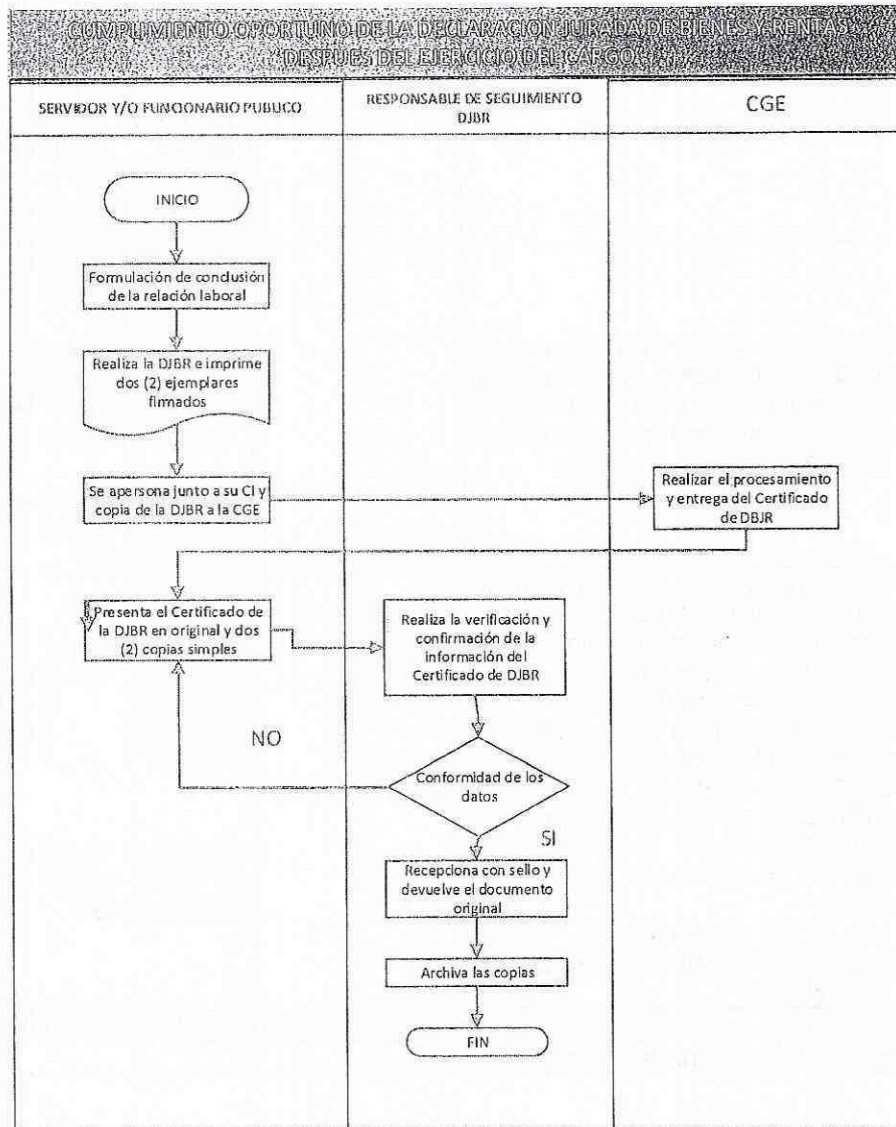 CUMPLIMIENTO OPORTUNO DE LA DECLARACION JURADA DE BIENES Y RENTAS
DESPUES DEL EJERCICIO DEL CARGO
SERVIDOR Y/O FUNCIONARIO PUBLICO
RESPONSABLE DE SEGUIMIENTO
DJBR
CGE
INICIO
Formulación de conclusión
de la relación laboral
Realiza la DJBR e imprime
dos (2) ejemplares
firmados
Se apersona junto a su CI y
copia de la DJBR a la CGE
Realizar el procesamiento
y entrega del Certificado
de DBJR
Presenta el Certificado de
la DJBR en original y dos
(2) copias simples
Realiza la verificación y
confirmación de la
información del
Certificado de DJBR
NO
Conformidad de los
datos
SI
Recepciona con sello y
devuelve el documento
original
Archiva las copias
FIN